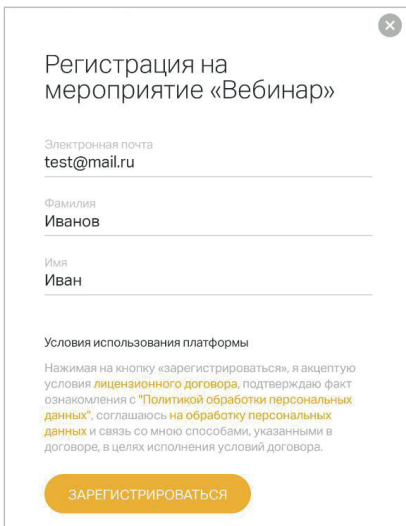 Регистрация на
мероприятие «Вебинар»
Электронная почта
test@mail.ru
Фамилия
Иванов
Имя
Иван
Условия использования платформы
Нажимая на кнопку «зарегистрироваться», я акцептую
условия лицензионного договора, подтверждаю факт
ознакомления с "Политикой обработки персональных
данных", соглашаюсь на обработку персональных
данных и связь со мною способами, указанными в
договоре, в целях исполнения условий договора.
ЗАРЕГИСТРИРОВАТЬСЯ